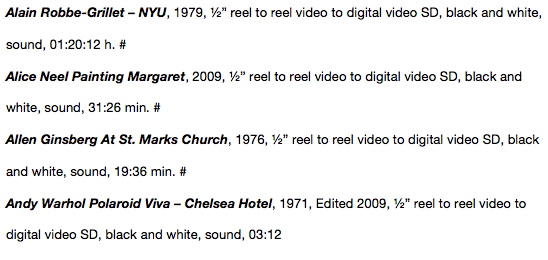 Alain Robbe-Grillet – NYU, 1979, ½” reel to reel video to digital video SD, black and white,
sound, 01:20:12 h. #
Alice Neel Painting Margaret, 2009, ½” reel to reel video to digital video SD, black and
white, sound, 31:26 min. #
Allen Ginsberg At St. Marks Church, 1976, ½” reel to reel video to digital video SD, black
and white, sound, 19:36 min. #
Andy Warhol Polaroid Viva – Chelsea Hotel, 1971, Edited 2009, ½” reel to reel video to
digital video SD, black and white, sound, 03:12